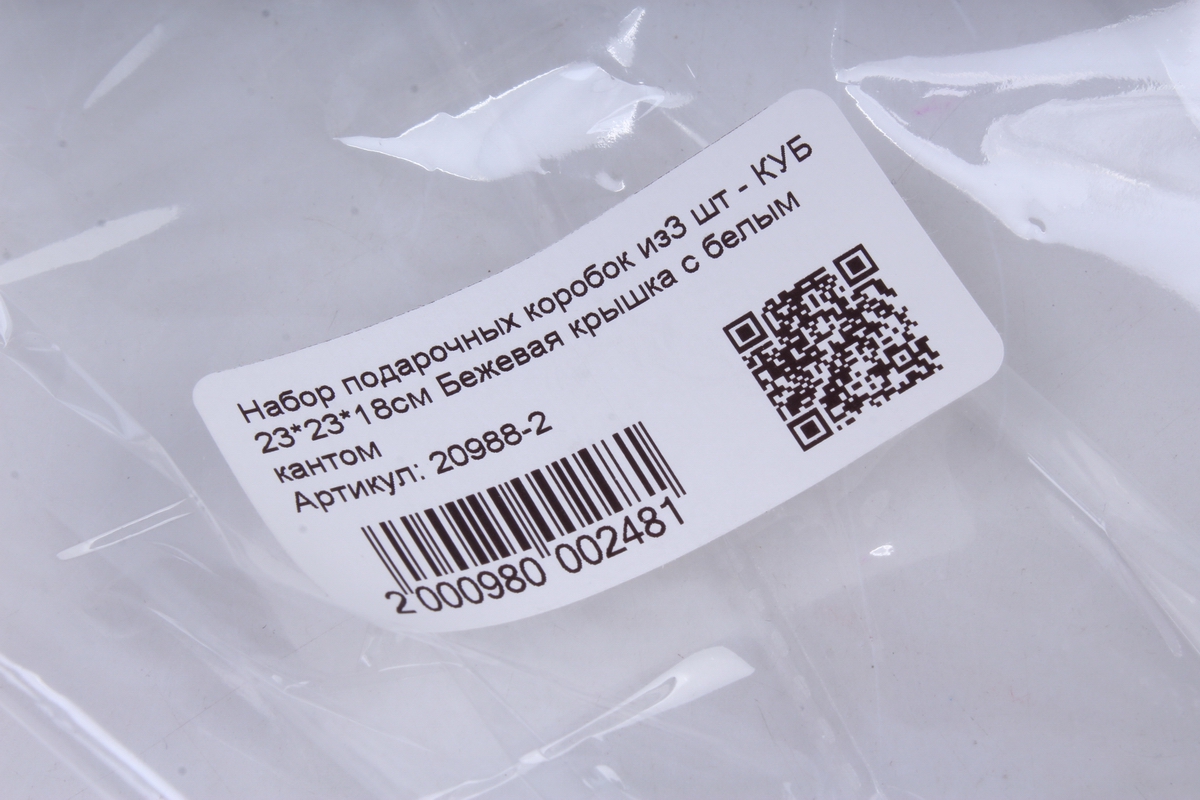 Набор подарочных коробок из3 шт - КУБ
23*23*18см Бежевая крышка с белым
кантом
Артикул: 20988-2
2 000980 002481